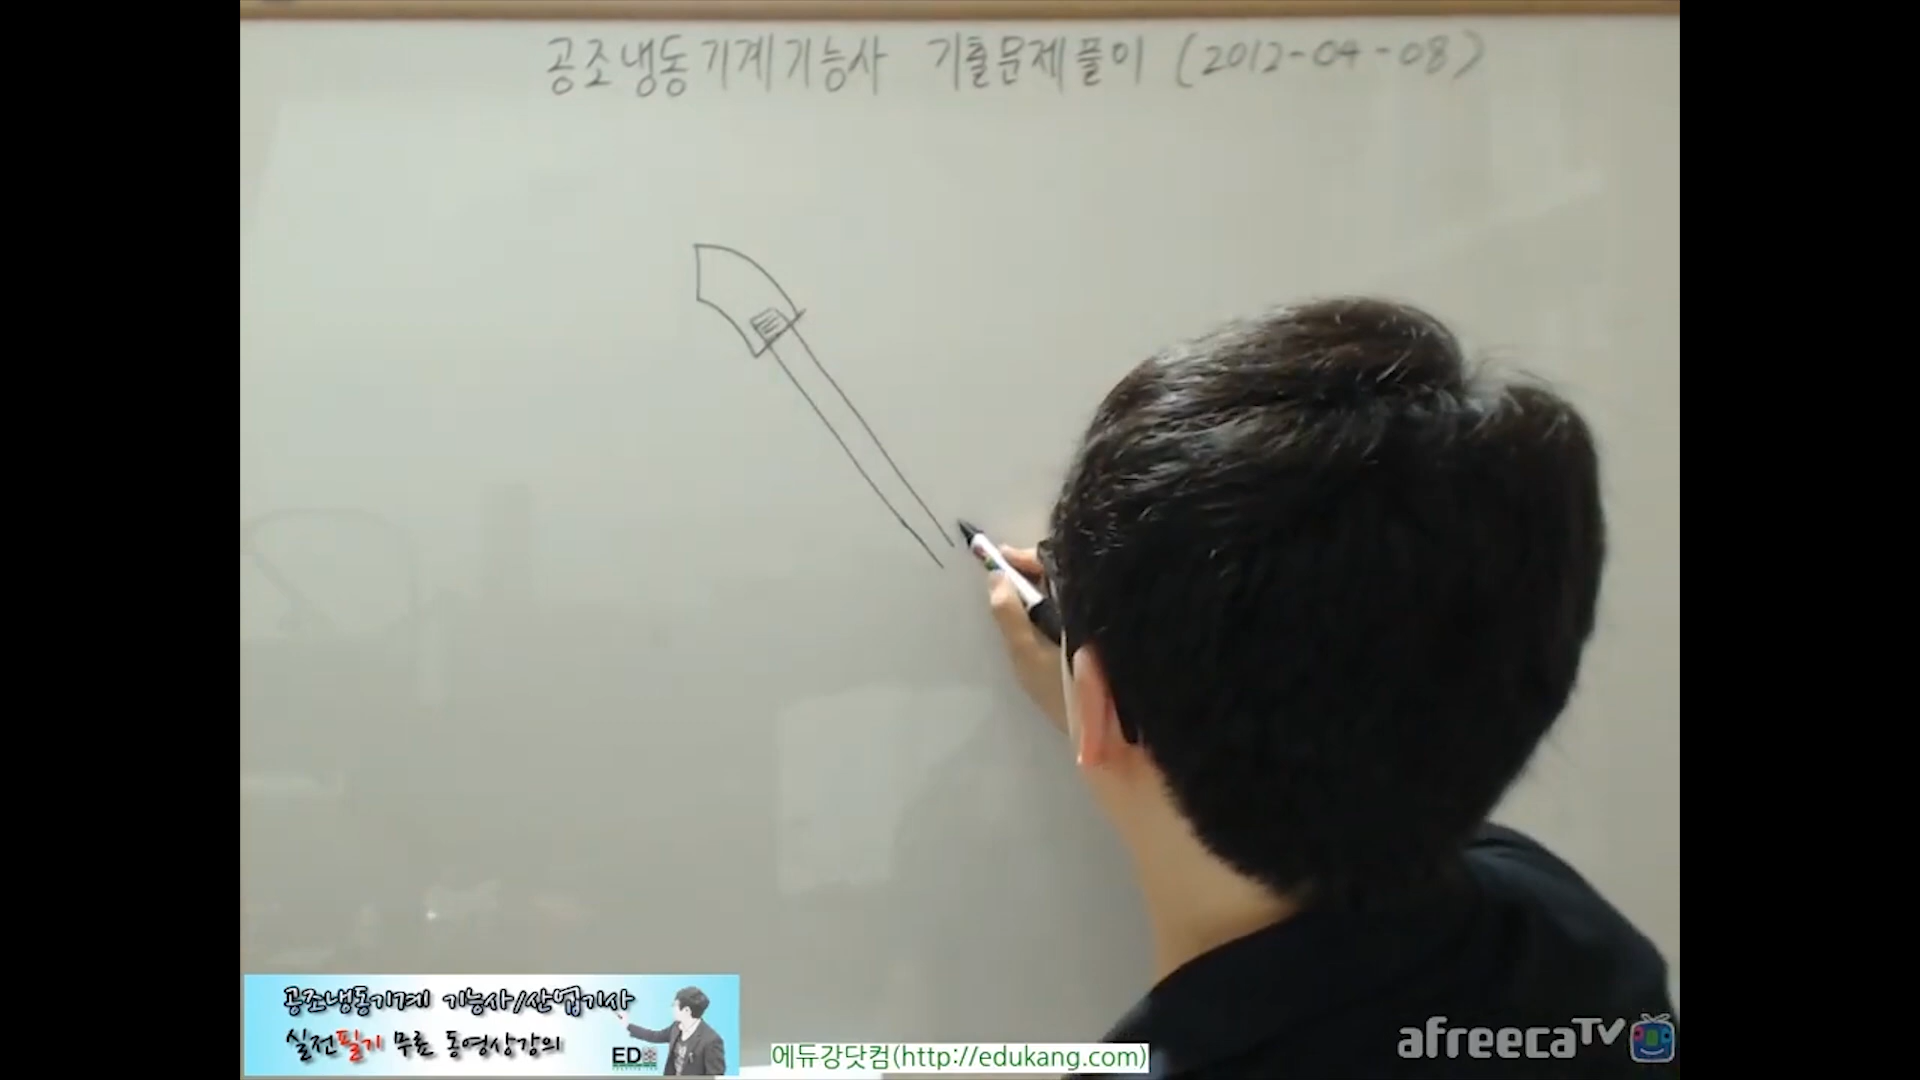 공조냉동기계기능사 기출문제풀이 (2012-04-08)
공조냉동기계 기능사/산업기사
실전필기 무료 동영상강의
에듀강닷컴(http://edukang.com)
afreecaTV